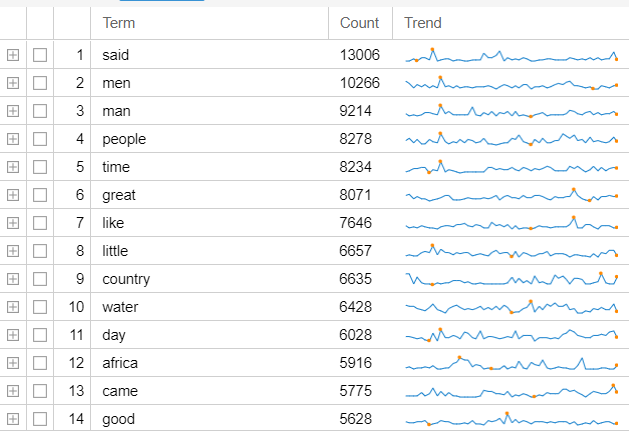 Term Count Trend
1 said 13006
2 men 10266
3 man 9214
4 people 8278
5 time 8234
6 great 8071
7 like 7646
8 little 6657
9 country 6635
10 water 6428
11 day 6028
12 africa 5916
13 came 5775
14 good 5628